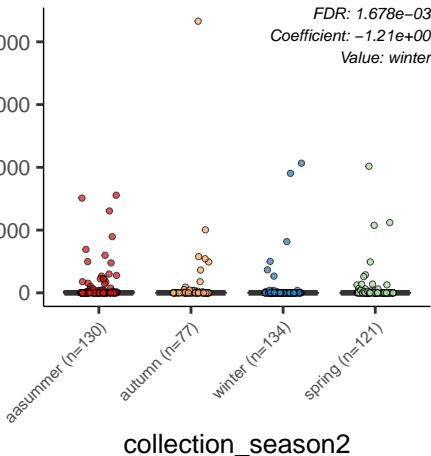 FDR: 1.678e−03
Coefficient: −1.21e+00
Value: winter
000
000
000
000
0
aasummer (n=130)
autumn (n=77)
winter (n=134)
spring (n=121)
collection_season2